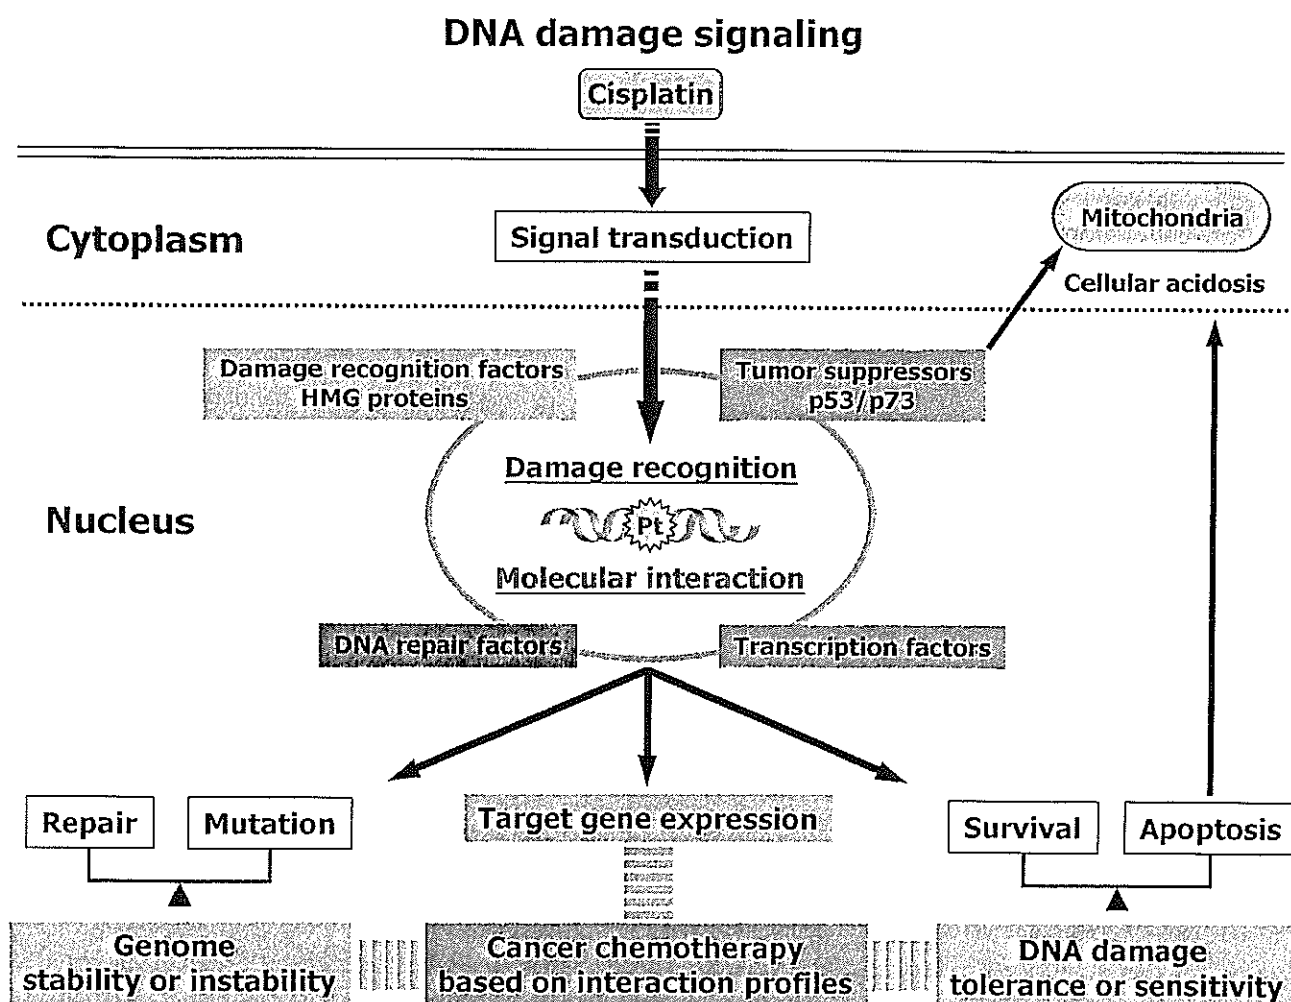 DNA damage signaling
Cisplatin
Cytoplasm
Signal transduction
Mitochondria
Cellular acidosis
Damage recognition factors
HMG proteins
Tumor suppressors
p53/p73
Damage recognition
Nucleus
Pt
Molecular interaction
DNA repair factors
Transcription factors
Repair
Mutation
Target gene expression
Survival
Apoptosis
Genome
stability or instability
Cancer chemotherapy
based on interaction profiles
DNA damage
tolerance or sensitivity